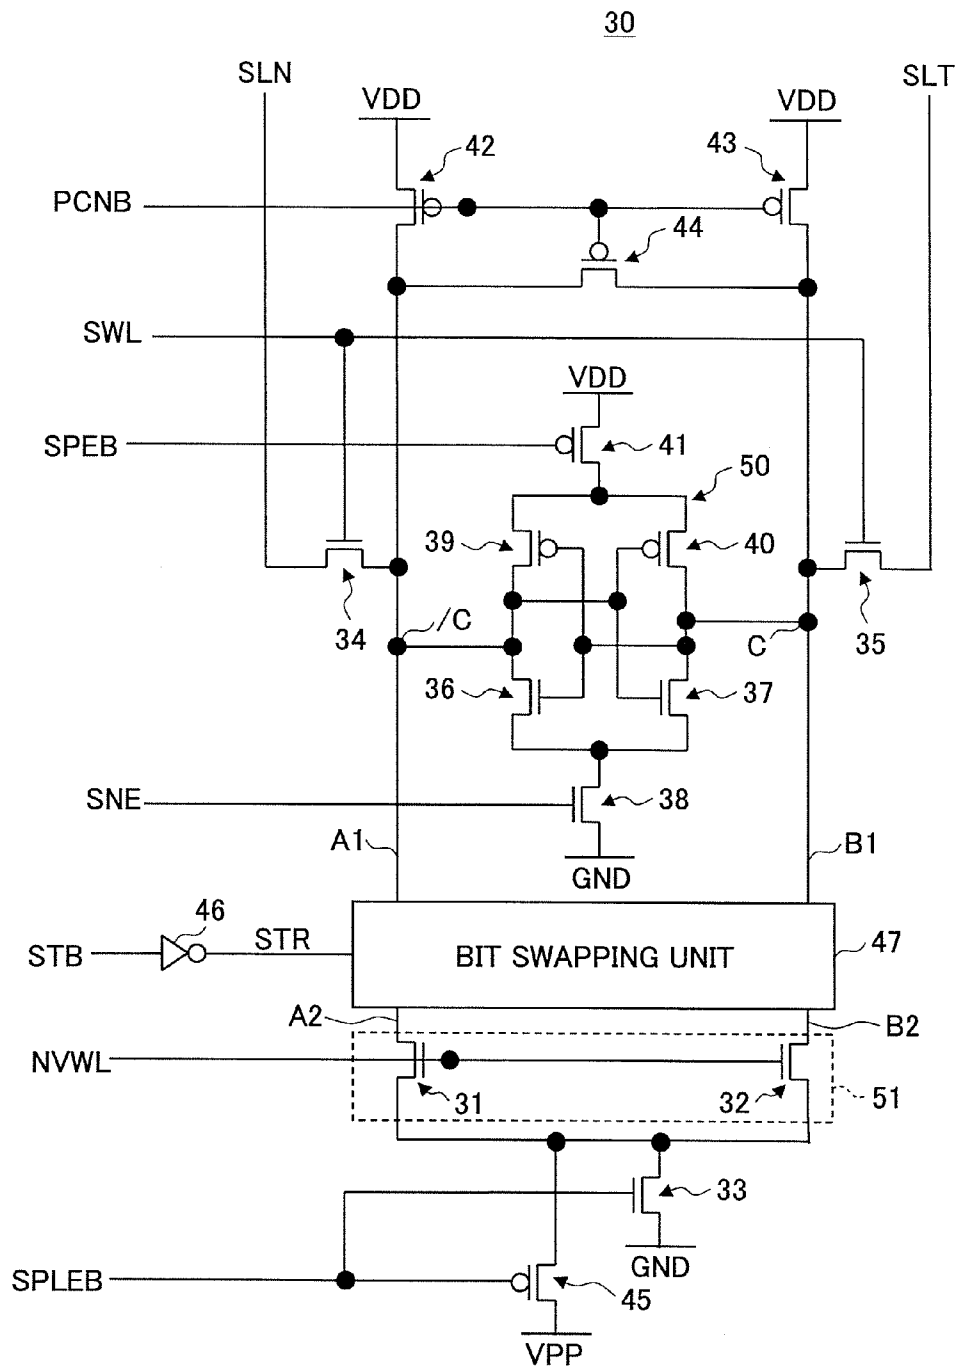 30
SLN
SLT
VDD
VDD
42
43
PCNB
44
SWL
VDD
SPEB
41
50
39
40
34
/C
C
35
36
37
SNE
38
A1
B1
GND
46
STB
STR
BIT SWAPPING UNIT
47
A2
B2
NVWL
31
32
51
33
GND
SPLEB
45
VPP